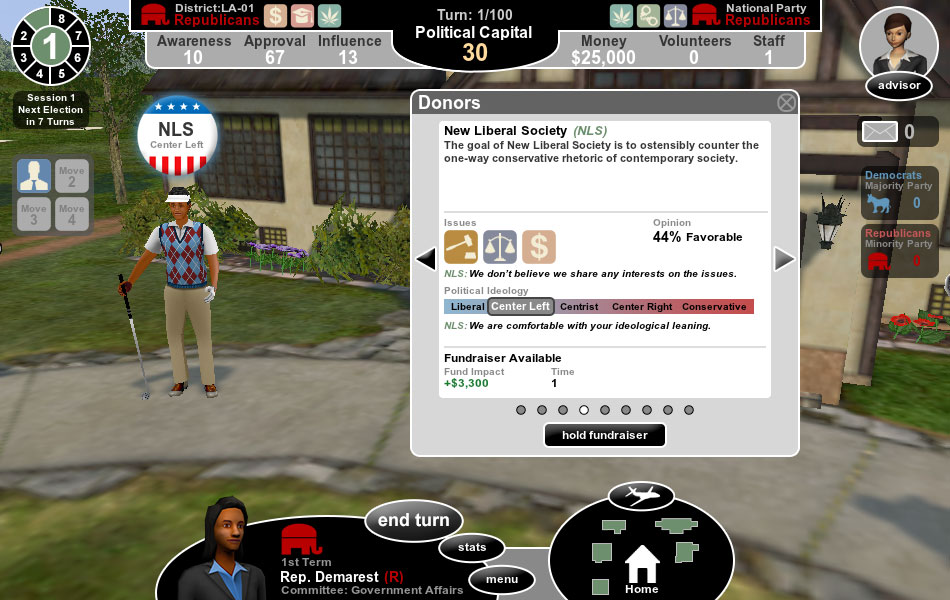 District:LA-01
Republicans
Turn: 1/100
Political Capital
30
National Party
Republicans
Awareness
10
Approval
67
Influence
13
Money
$25,000
Volunteers
0
Staff
1
8
7
6
5
4
3
2
1
Session 1
Next Election
in 7 Turns
advisor
0
Move
2
Move
3
Move
4
NLS
Center Left
Democrats
Majority Party
0
Republicans
Minority Party
0
Donors
New Liberal Society (NLS)
The goal of New Liberal Society is to ostensibly counter the
one-way conservative rhetoric of contemporary society.
Issues
Opinion
44% Favorable
NLS: We don't believe we share any interests on the issues.
Political Ideology
Liberal Center Left Centrist Center Right Conservative
NLS: We are comfortable with your ideological leaning.
Fundraiser Available
Fund Impact
Time
+$3,300
1
hold fundraiser
end turn
stats
menu
1st Term
Rep. Demarest (R)
Committee: Government Affairs
Home